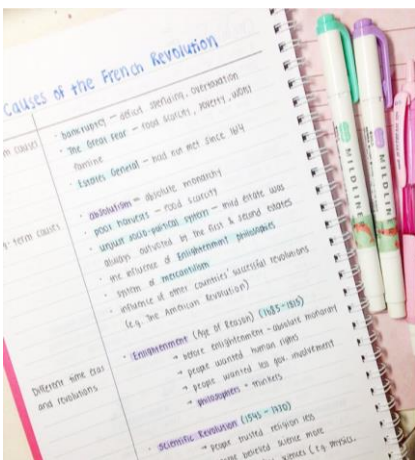 Causes of the French Revolution
causes
• bankruptcy – deficit spending, overtaxation
• The Great Fear – food scarcity, poverty,
famine
• Estates General – had not met since 1614
-term causes
• absolutism – absolute monarchy
• poor harvests – food scarcity
• unjust socio-political system – third estate was
always outvoted by the first & second estates
• the influence of Enlightenment philosophies
• system of mercantilism
• influence of other countries' successful revolutions
(e.g. The American Revolution)
Different time eras
and revolutions
• Enlightenment (Age of Reason) (1685-1815)
→ before enlightenment – absolute monarchy
→ people wanted human rights
→ people wanted less gov. involvement
→ philosophers = thinkers
• Scientific Revolution (1543 - 1730)
→ people trusted religion less
believed science more
sciences (e.g. physics,
MILDLINE
MILDLINE